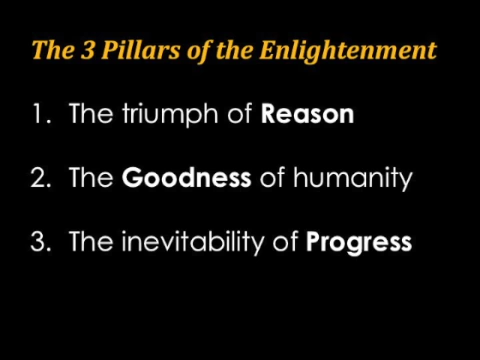 The 3 Pillars of the Enlightenment
1. The triumph of Reason
2. The Goodness of humanity
3. The inevitability of Progress